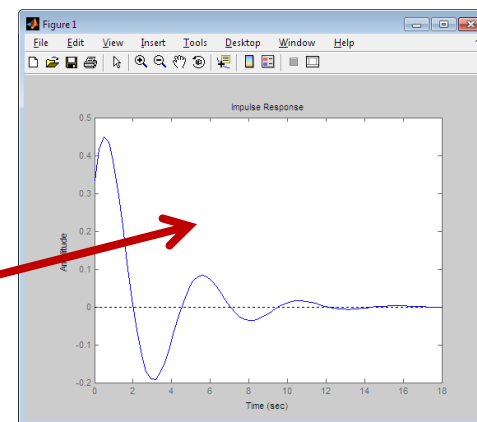 Figure 1
File Edit View Insert Tools Desktop Window Help
Impulse Response
0.5
0.4
0.3
0.2
0.1
0
-0.1
-0.2
Amplitude
0 2 4 6 8 10 12 14 16 18
Time (sec)